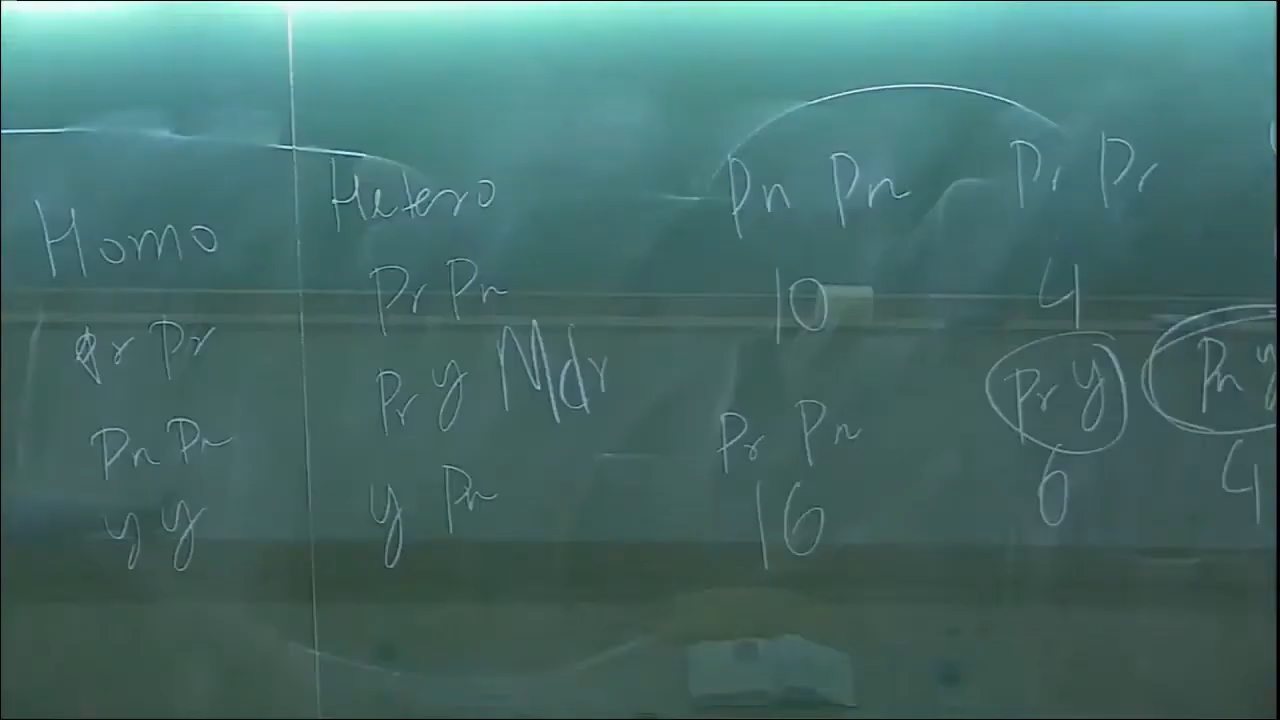 Homo
Pr Pr
Pn Pn
y y
Hetero
Pr Pn
Pr y Mdr
y Pn
Pn Pn Pr Pr
10 4
Pr Pn Pr y Pn y
16 6 4